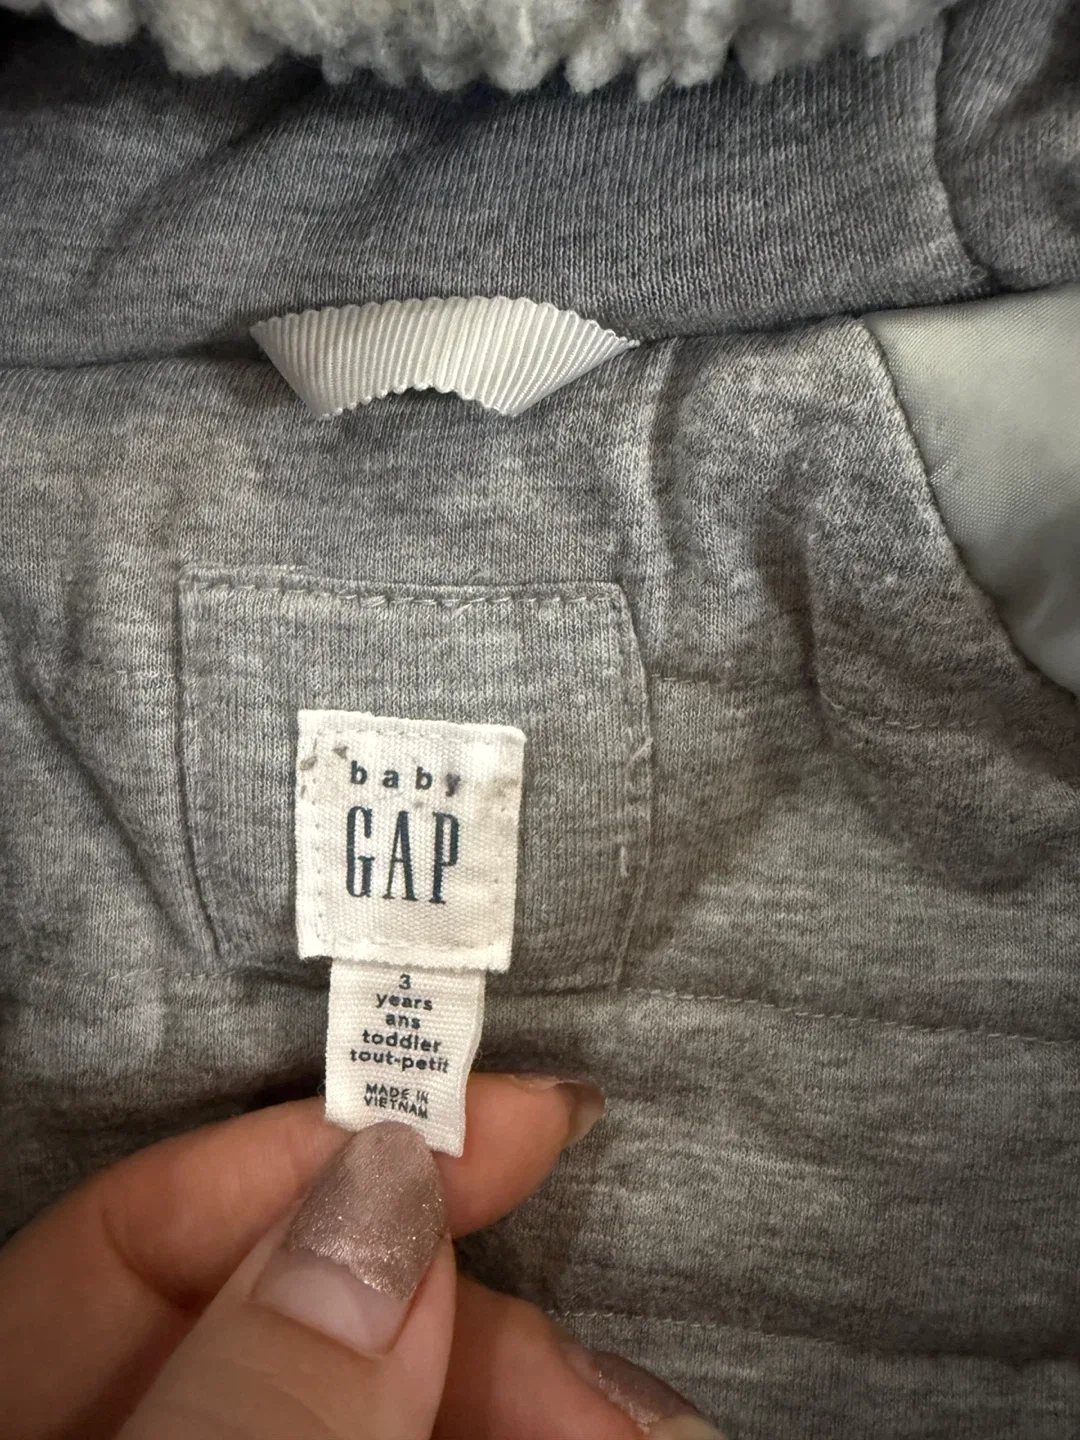 baby
GAP
3
years
ans
toddler
tout-petit
MADE IN
VIETNAM